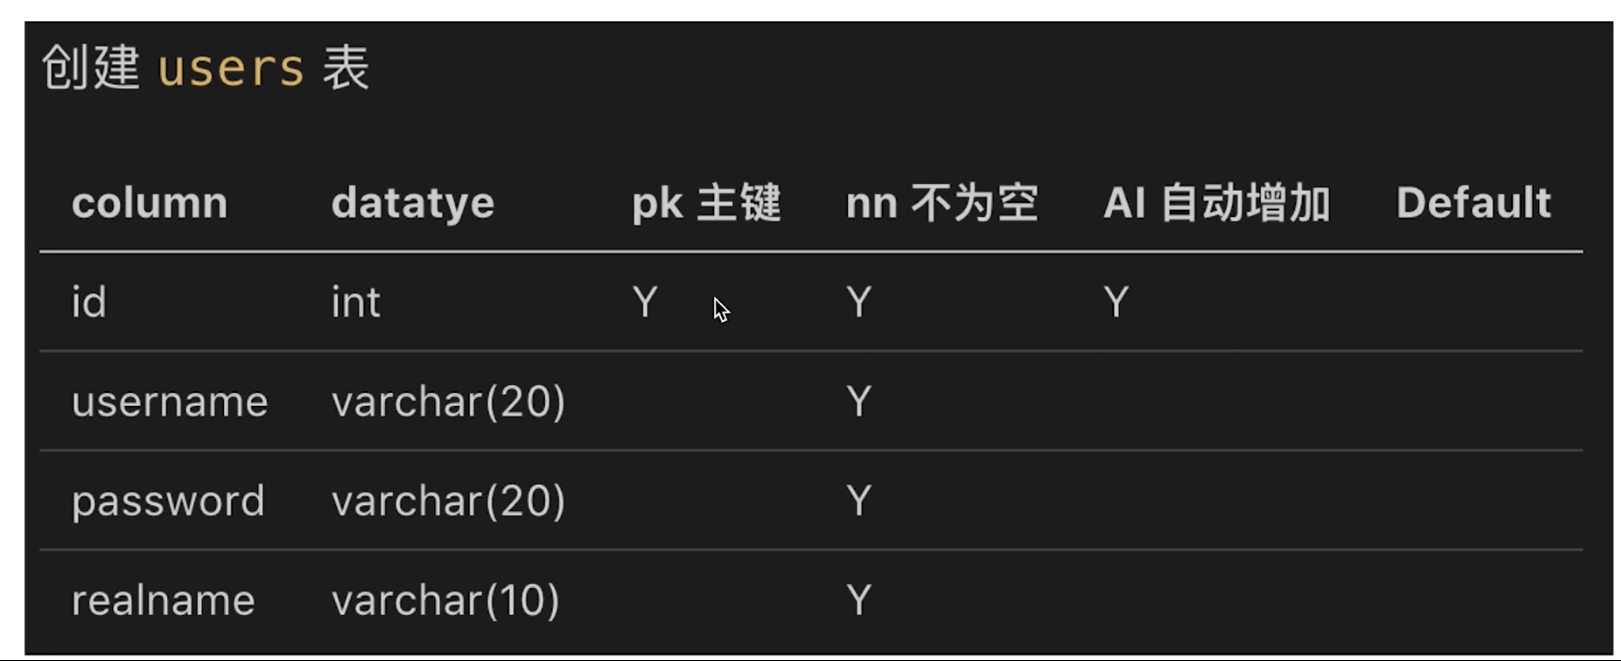 创建 users 表
column datatye pk 主键 nn 不为空 AI 自动增加 Default
id int Y Y Y
username varchar(20) Y
password varchar(20) Y
realname varchar(10) Y